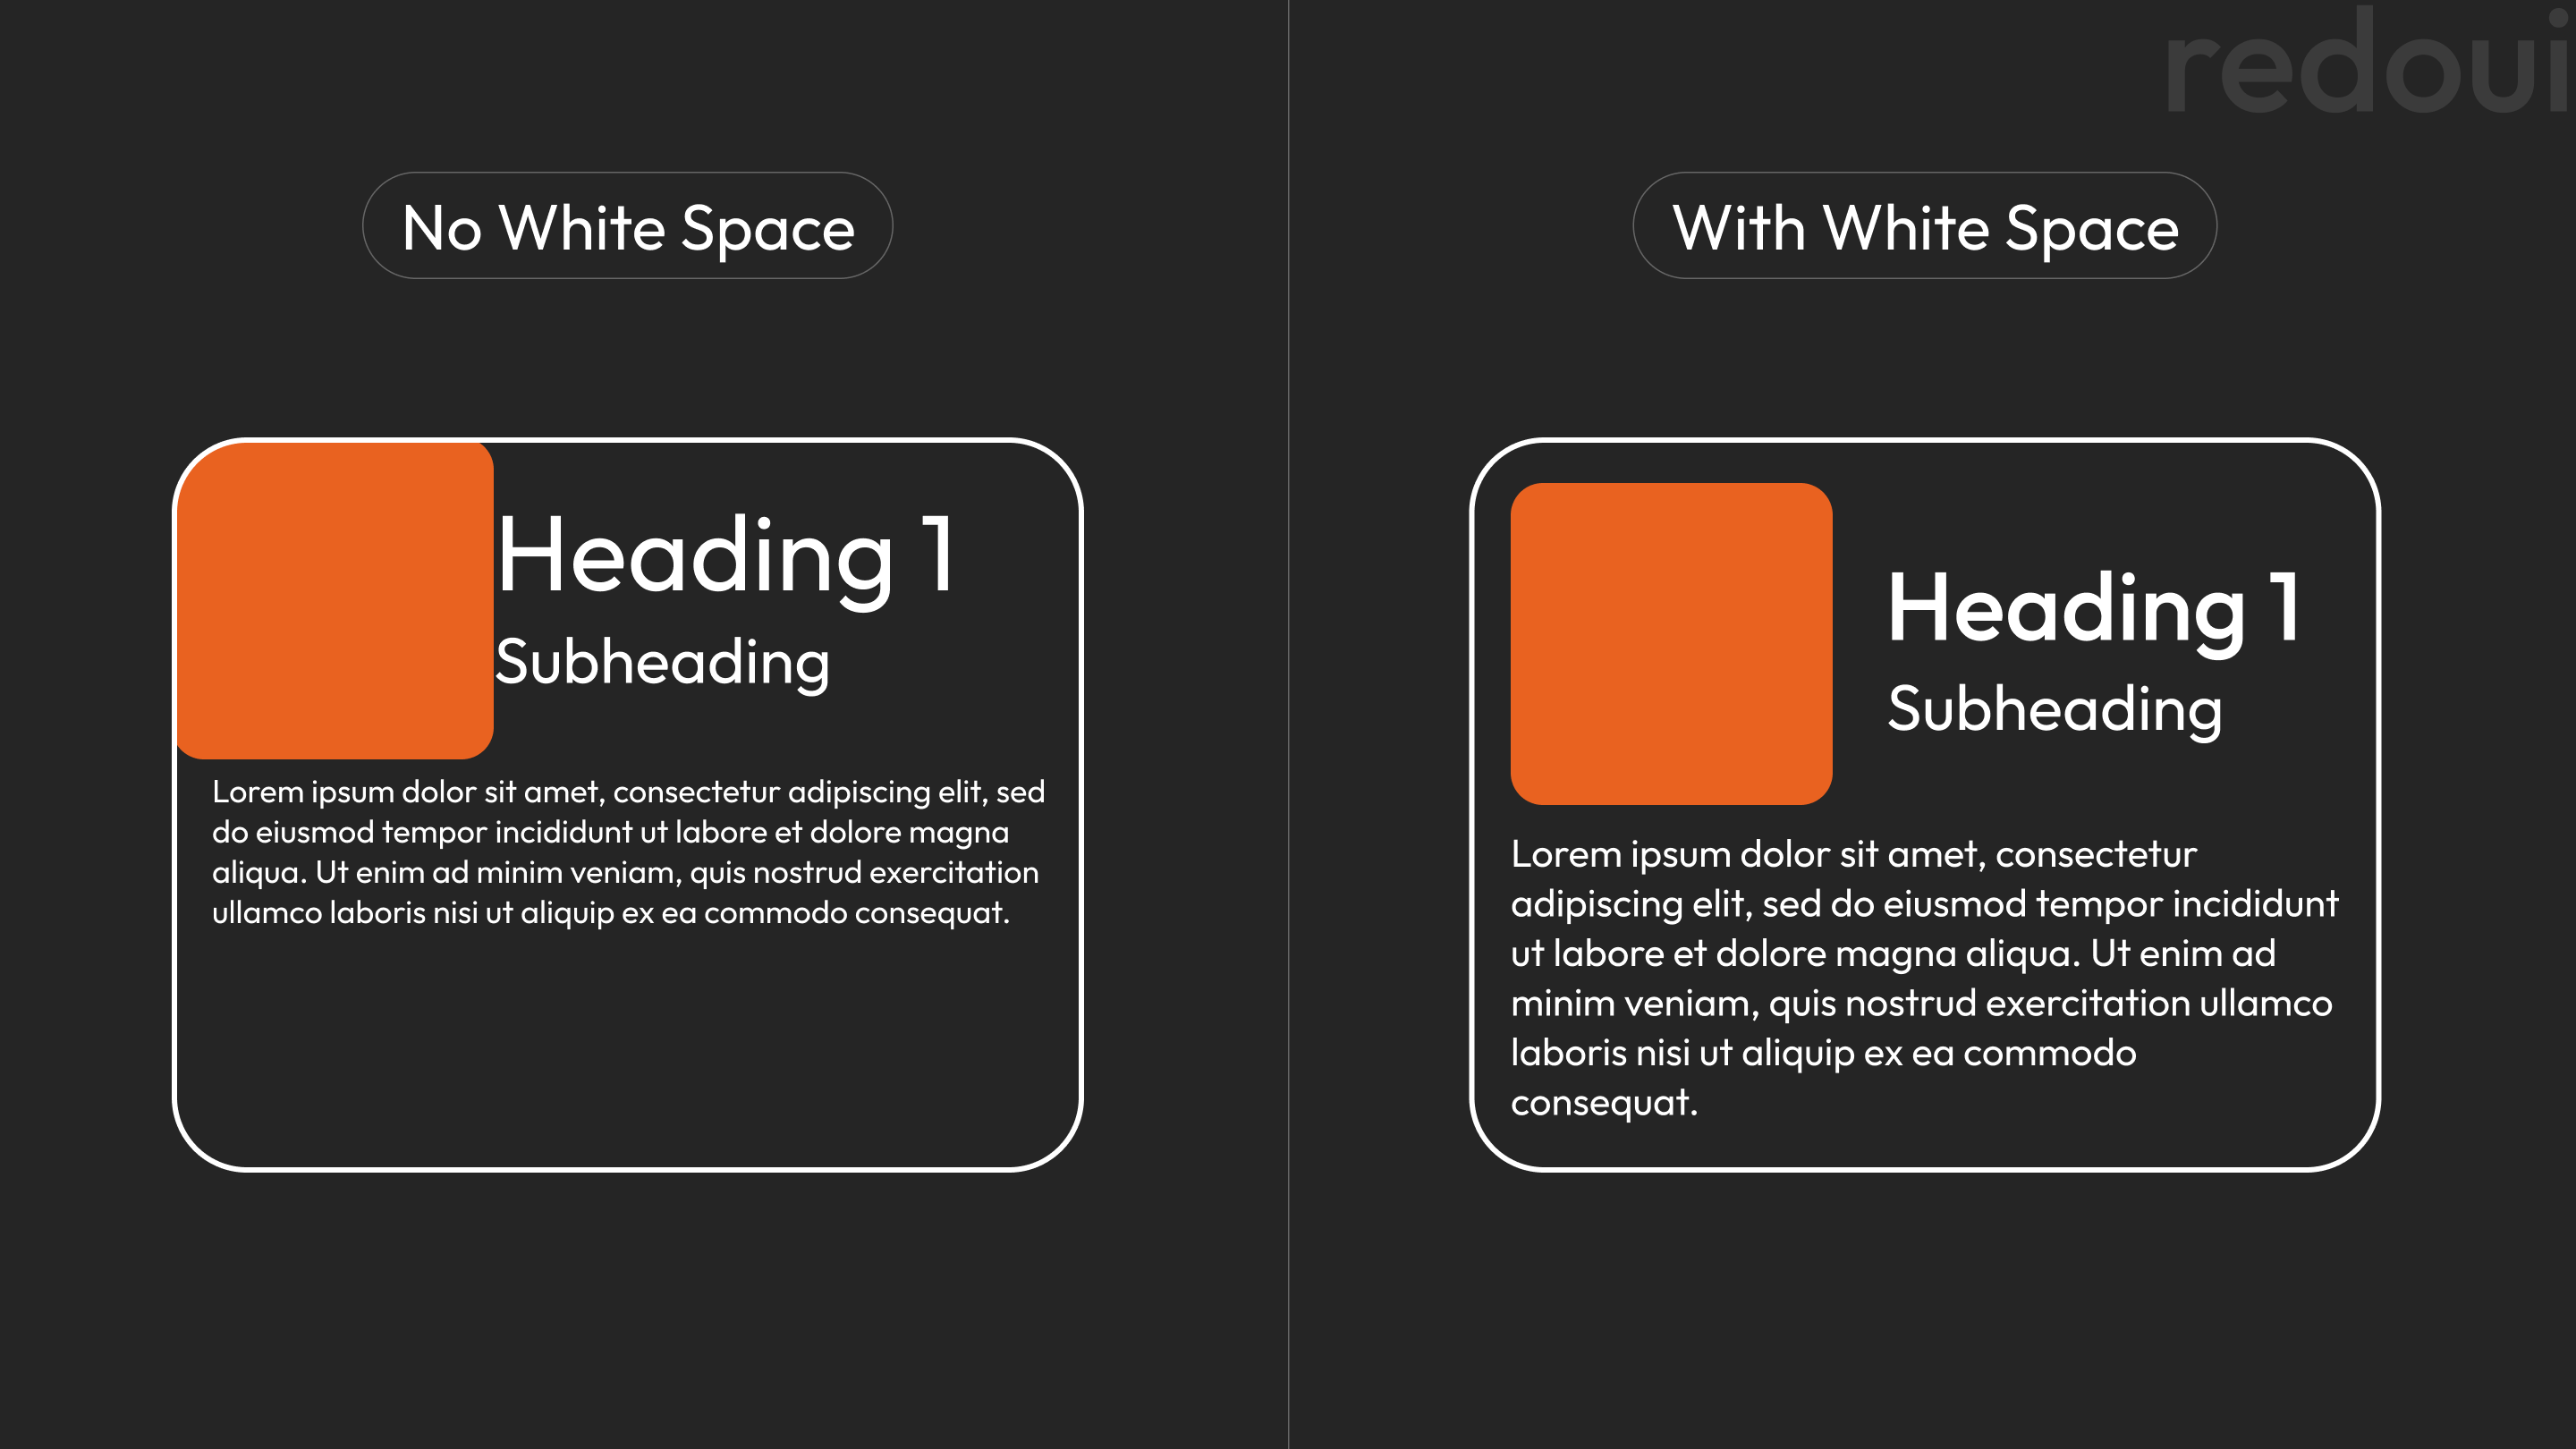 redoui
No White Space
Heading 1
Subheading
Lorem ipsum dolor sit amet, consectetur adipiscing elit, sed
do eiusmod tempor incididunt ut labore et dolore magna
aliqua. Ut enim ad minim veniam, quis nostrud exercitation
ullamco laboris nisi ut aliquip ex ea commodo consequat.
With White Space
Heading 1
Subheading
Lorem ipsum dolor sit amet, consectetur
adipiscing elit, sed do eiusmod tempor incididunt
ut labore et dolore magna aliqua. Ut enim ad
minim veniam, quis nostrud exercitation ullamco
laboris nisi ut aliquip ex ea commodo
consequat.